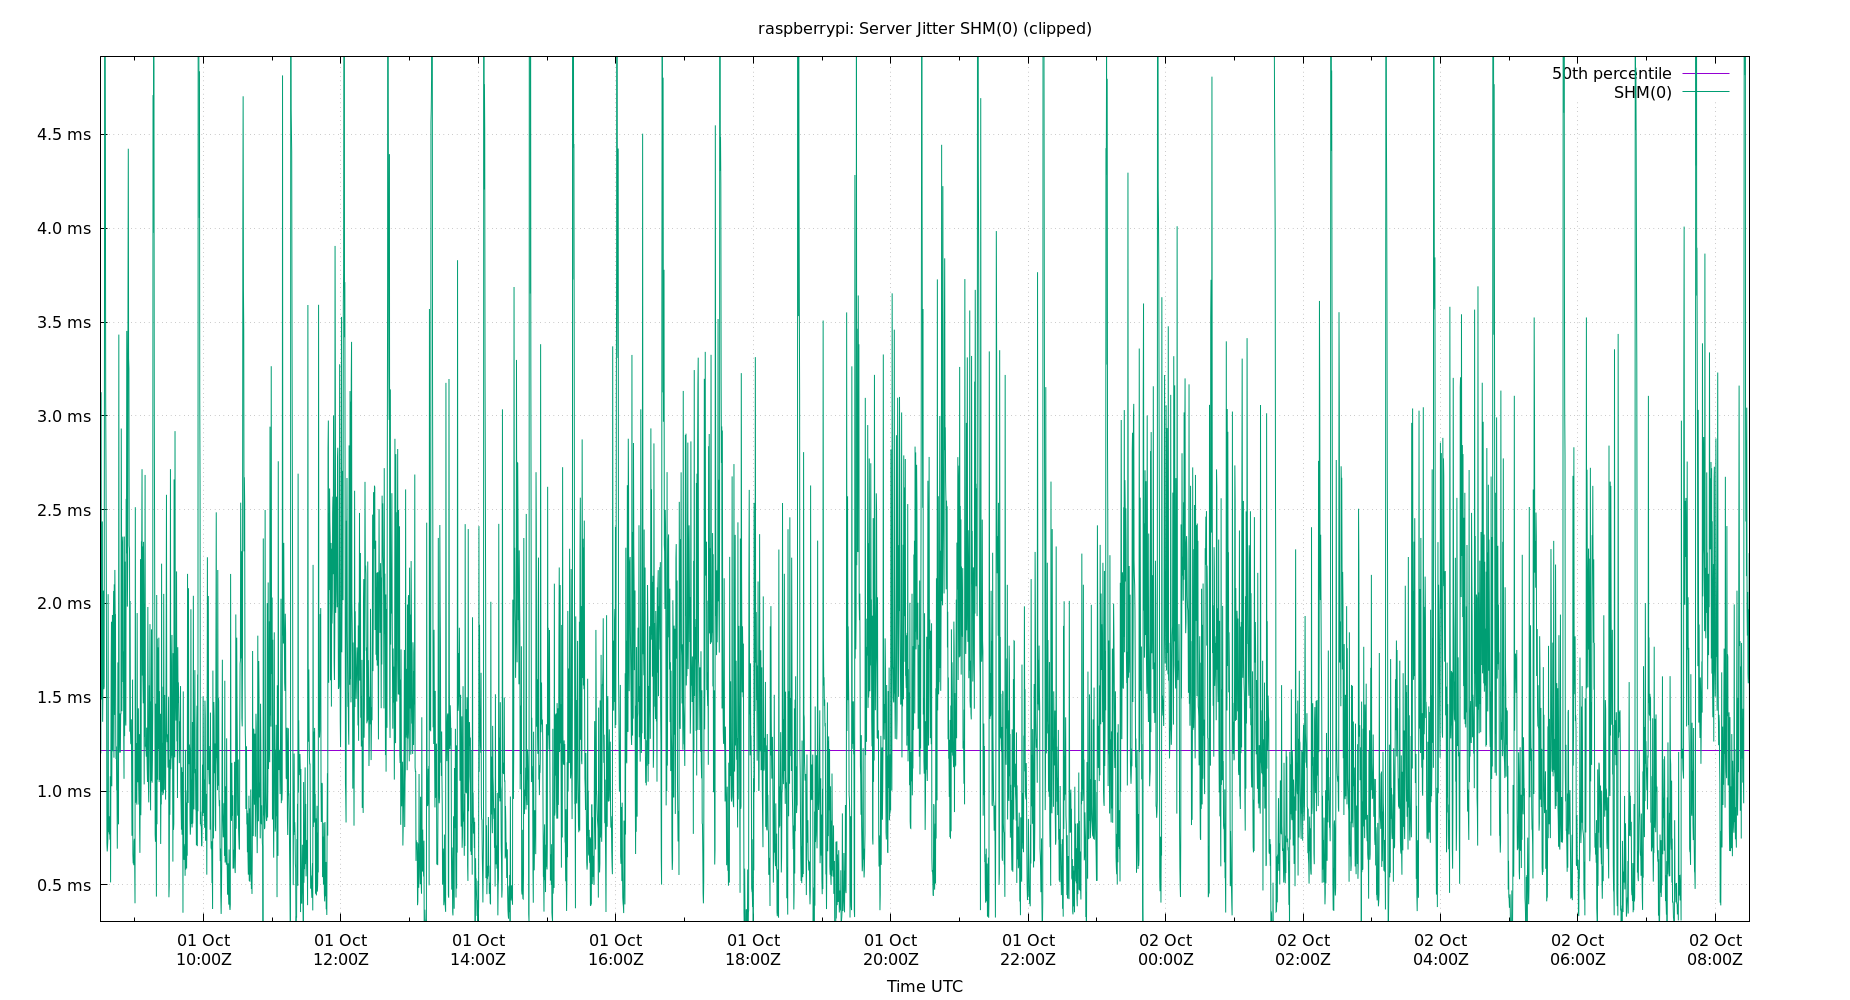 raspberrypi: Server Jitter SHM(0) (clipped)
50th percentile
SHM(0)
4.5 ms
4.0 ms
3.5 ms
3.0 ms
2.5 ms
2.0 ms
1.5 ms
1.0 ms
0.5 ms
01 Oct 01 Oct 01 Oct 01 Oct 01 Oct 01 Oct 01 Oct 02 Oct 02 Oct 02 Oct 02 Oct 02 Oct
10:00Z 12:00Z 14:00Z 16:00Z 18:00Z 20:00Z 22:00Z 00:00Z 02:00Z 04:00Z 06:00Z 08:00Z
Time UTC